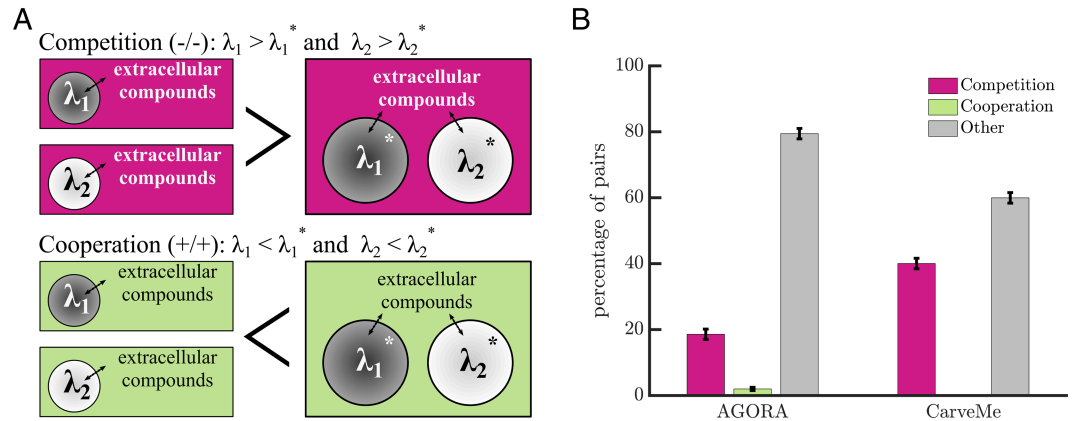 A
Competition (-/-): λ1 > λ1* and λ2 > λ2*
extracellular
compounds
λ1
extracellular
compounds
λ2
>
extracellular
compounds
λ1*
λ2*
Cooperation (+/+): λ1 < λ1* and λ2 < λ2*
extracellular
compounds
λ1
extracellular
compounds
λ2
<
extracellular
compounds
λ1*
λ2*
B
percentage of pairs
100
80
60
40
20
0
Competition
Cooperation
Other
AGORA
CarveMe